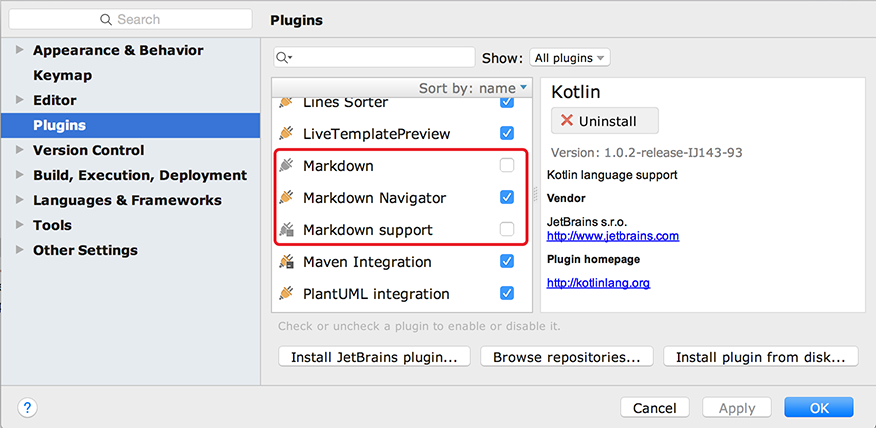 Search
Appearance & Behavior
Keymap
Editor
Plugins
Version Control
Build, Execution, Deployment
Languages & Frameworks
Tools
Other Settings
Plugins
Show: All plugins
Sort by: name
Lines Sorter
LiveTemplatePreview
Markdown
Markdown Navigator
Markdown support
Maven Integration
PlantUML integration
Kotlin
Uninstall
Version: 1.0.2-release-IJ143-93
Kotlin language support
Vendor
JetBrains s.r.o.
http://www.jetbrains.com
Plugin homepage
http://kotlinlang.org
Check or uncheck a plugin to enable or disable it.
Install JetBrains plugin... Browse repositories... Install plugin from disk...
? Cancel Apply OK